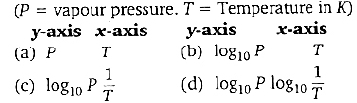 (P = vapour pressure. T = Temperature in K)
y-axis x-axis y-axis x-axis
(a) P T (b) log₁₀ P T
(c) log₁₀ P 1/T (d) log₁₀ P log₁₀ 1/T